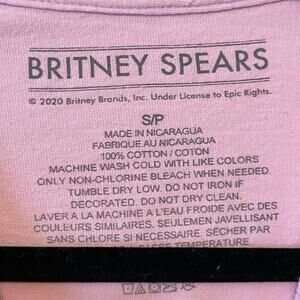 BRITNEY SPEARS
© 2020 Britney Brands, Inc. Under License to Epic Rights.
S/P
MADE IN NICARAGUA
FABRIQUE AU NICARAGUA
100% COTTON / COTON
MACHINE WASH COLD WITH LIKE COLORS
ONLY NON-CHLORINE BLEACH WHEN NEEDED
TUMBLE DRY LOW. DO NOT IRON IF
DECORATED. DO NOT DRY CLEAN.
LAVER A LA MACHINE A L'EAU FROIDE AVEC DES
COULEURS SIMILAIRES. SEULEMENT JAVELLISANT
SANS CHLORE SI NECESSAIRE. SÉCHER PAR
BASSE TEMPERATURE